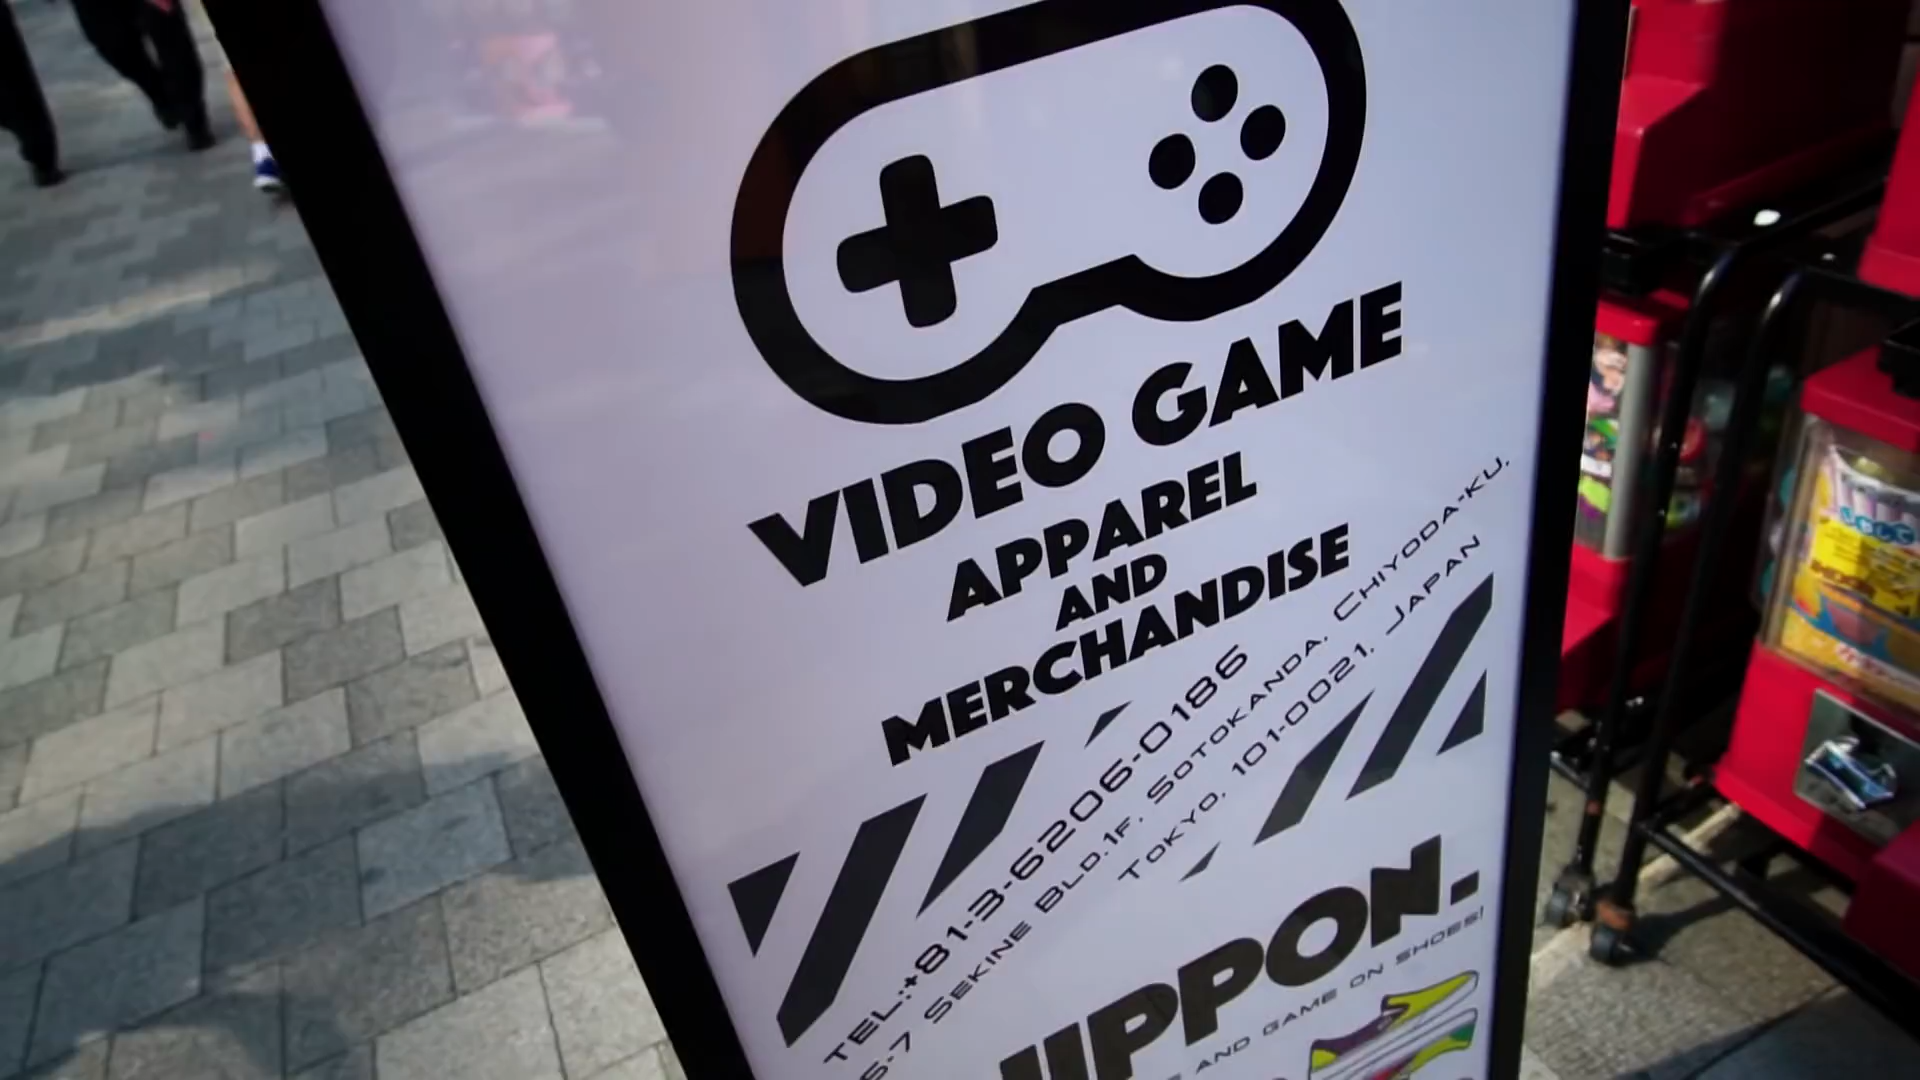 VIDEO GAME
APPAREL
AND
MERCHANDISE
TEL:+81-3-6206-0186
SEKINE BLD.1F, SOTOKANDA, CHIYODA-KU,
TOKYO, 101-0021, JAPAN
IPPON.
AND GAME ON SHOES!